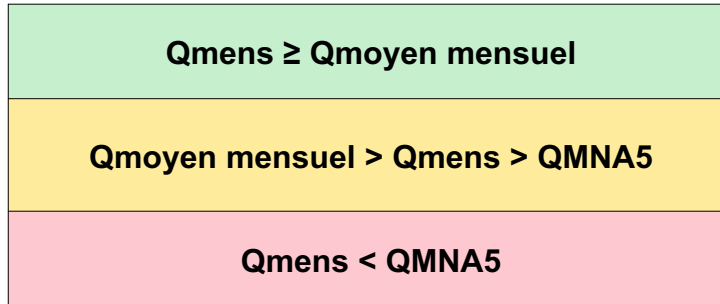 Qmens ≥ Qmoyen mensuel
Qmoyen mensuel > Qmens > QMNA5
Qmens < QMNA5